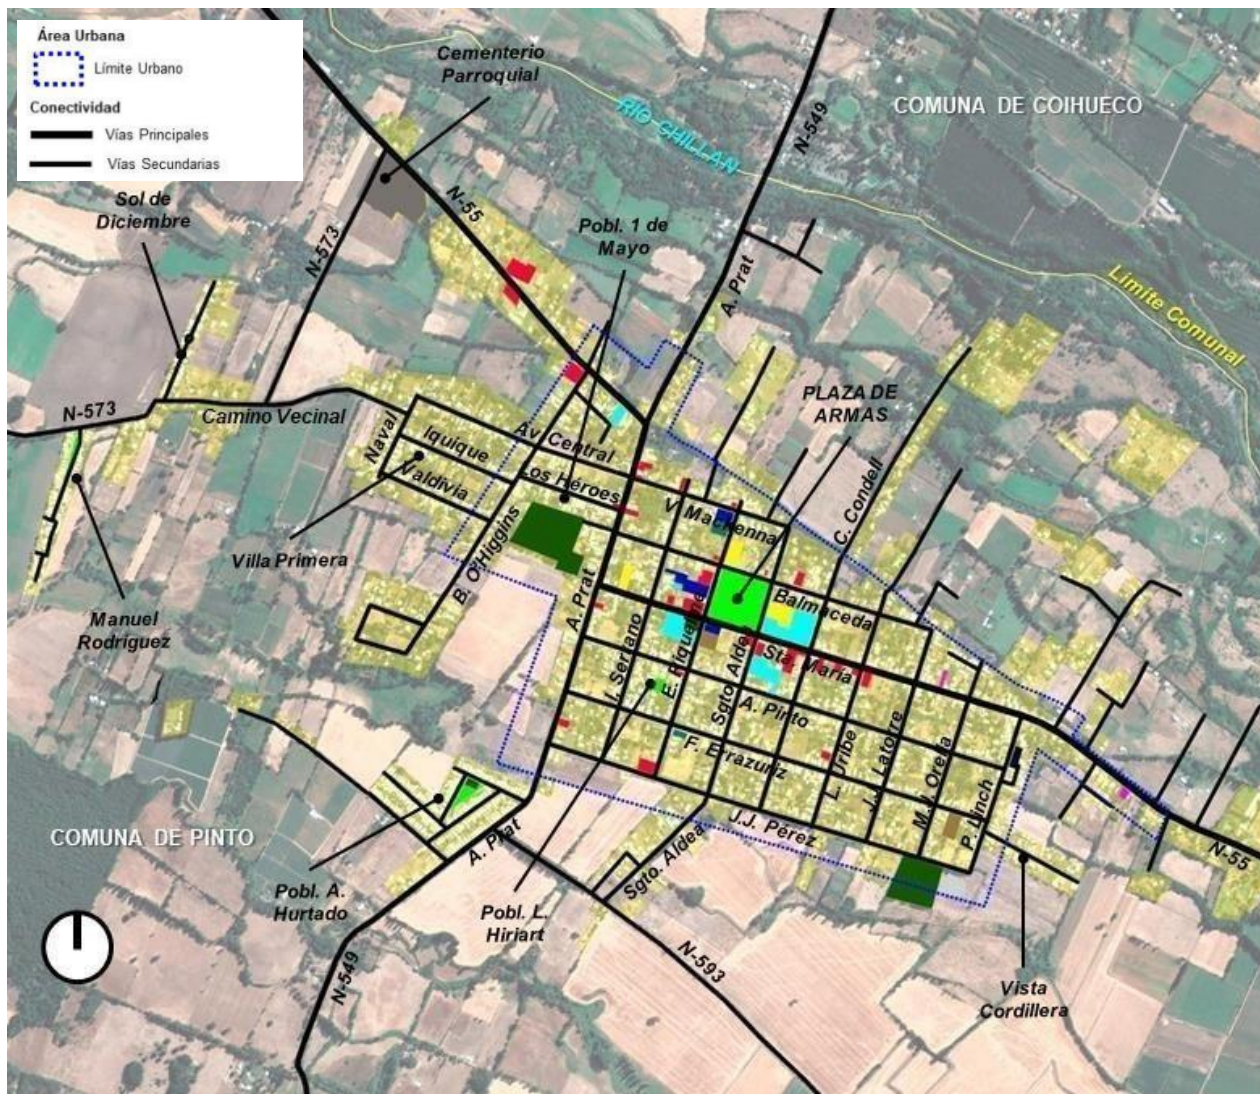 Área Urbana
Límite Urbano
Conectividad
Vías Principales
Vías Secundarias
Cementerio
Parroquial
RÍO CHILLAN
N-549
COMUNA DE COIHUECO
Sol de
Diciembre
N-55
Pobl. 1 de
Mayo
N-573
A. Prat
Límite Comunal
PLAZA DE
ARMAS
N-573
Camino Vecinal
Naval
Iquique
Av. Central
Valdivia
Los Héroes
C. Condell
V. Mackenna
Villa Primera
B. O'Higgins
A. Prat
Balmaceda
Manuel
Rodríguez
I. Serrano
E. Riquelme
Sgto. Aldea
Sta. María
A. Pinto
F. Errazuriz
L. Uribe
J.J. Latorre
M.J. Orella
P. Linch
COMUNA DE PINTO
A. Prat
J.J. Pérez
N-55
Pobl. A.
Hurtado
Pobl. L.
Hiriart
Sgto. Aldea
N-549
N-593
Vista
Cordillera